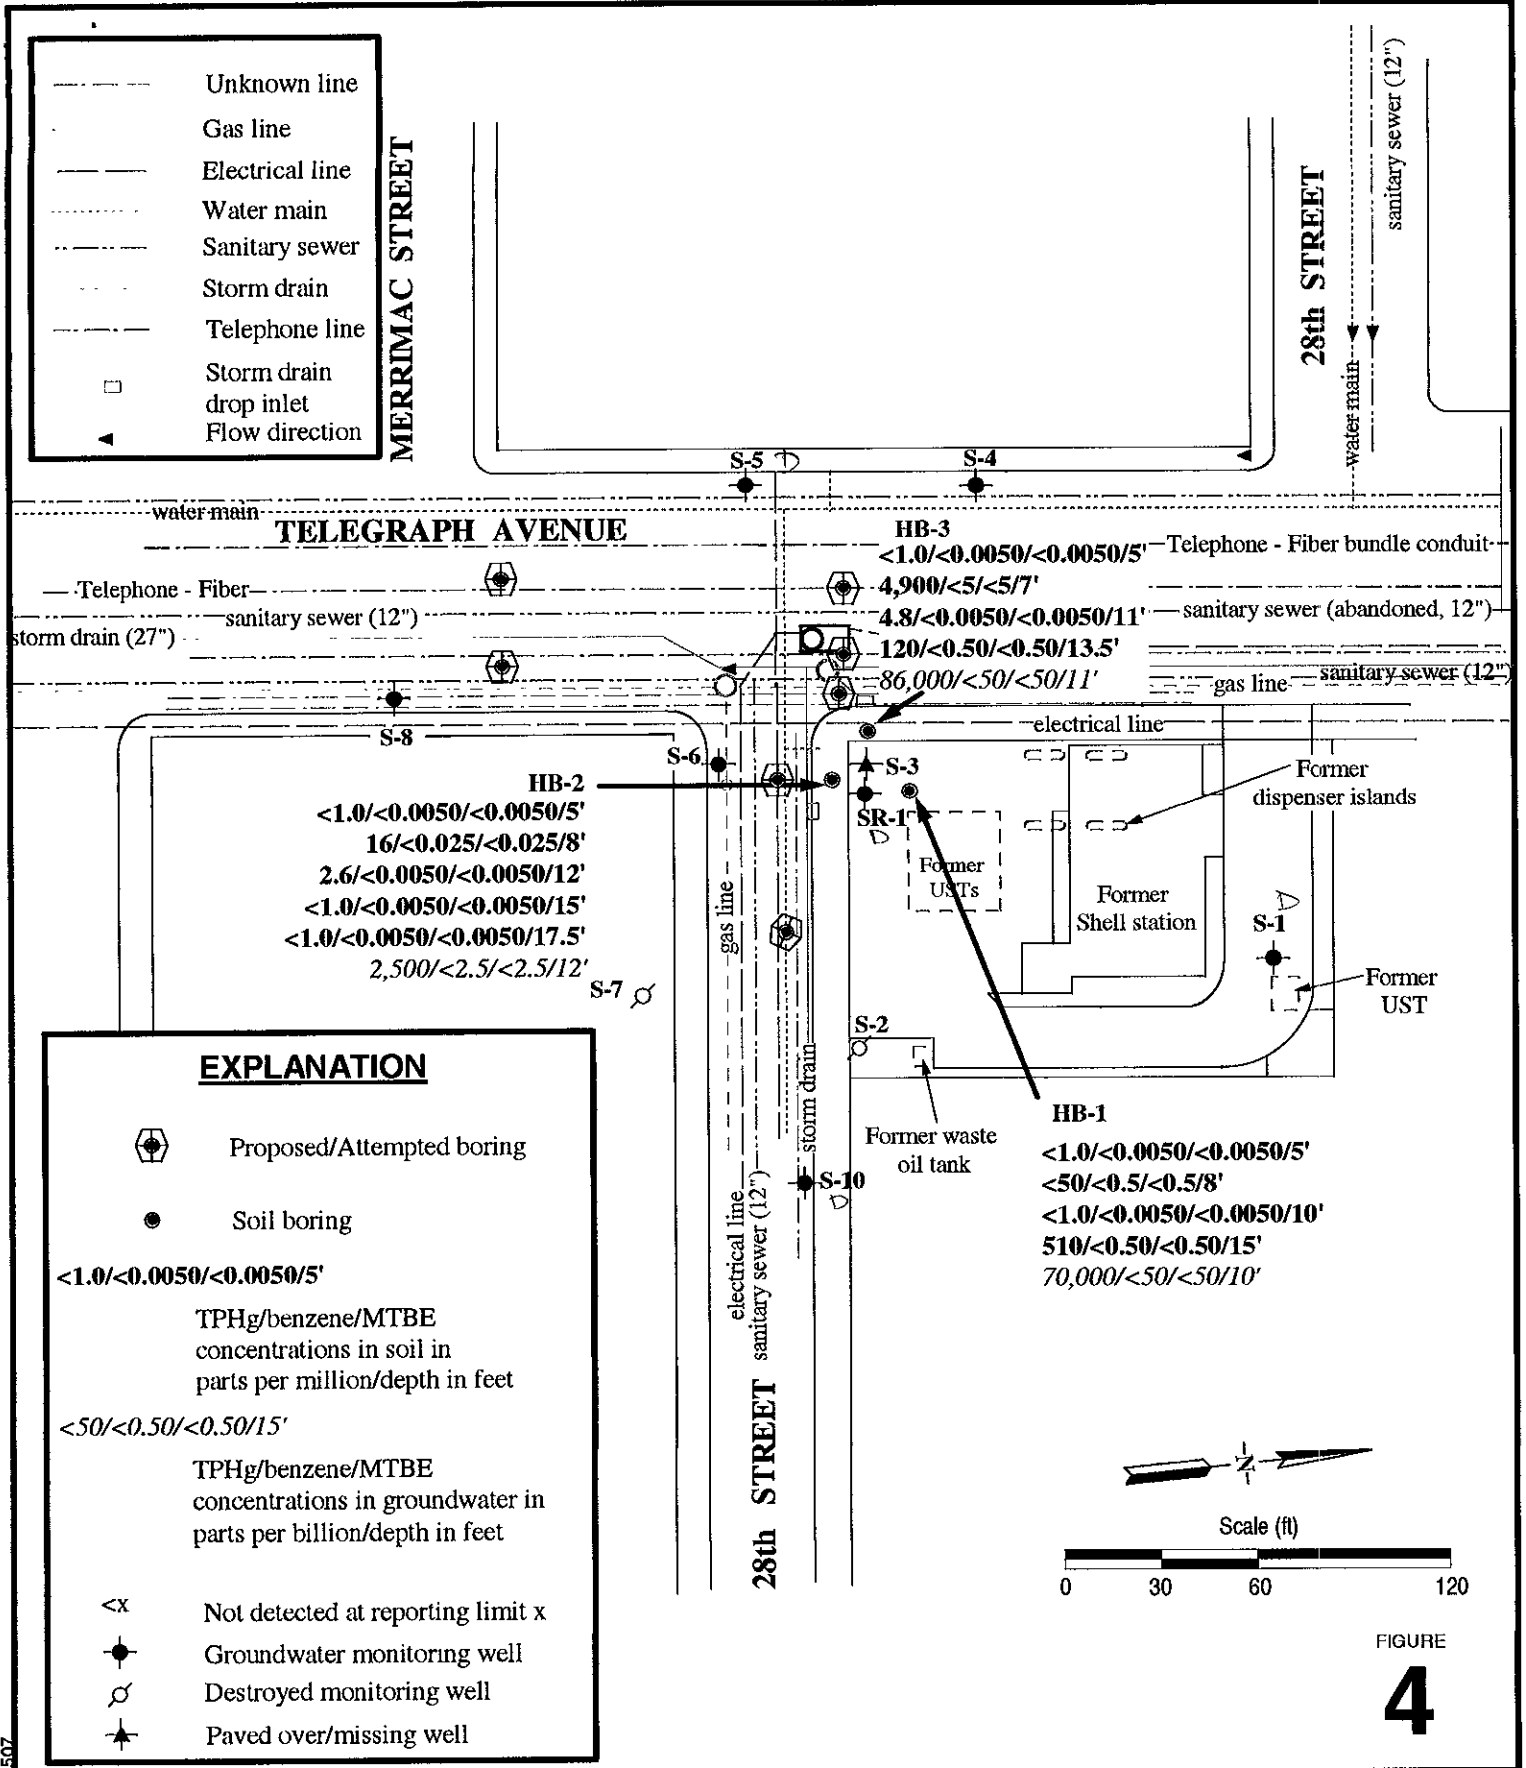 Unknown line
Gas line
Electrical line
Water main
Sanitary sewer
Storm drain
Telephone line
Storm drain
drop inlet
Flow direction
MERRIMAC STREET
28th STREET
sanitary sewer (12")
water main
S-5
S-4
water main
TELEGRAPH AVENUE
HB-3
<1.0/<0.0050/<0.0050/5'
4,900/<5/<5/7'
4.8/<0.0050/<0.0050/11'
120/<0.50/<0.50/13.5'
86,000/<50/<50/11'
Telephone - Fiber bundle conduit
Telephone - Fiber
sanitary sewer (12")
sanitary sewer (abandoned, 12")
storm drain (27")
sanitary sewer (12")
gas line
electrical line
S-8
S-6
S-3
SR-1
HB-2
<1.0/<0.0050/<0.0050/5'
16/<0.025/<0.025/8'
2.6/<0.0050/<0.0050/12'
<1.0/<0.0050/<0.0050/15'
<1.0/<0.0050/<0.0050/17.5'
2,500/<2.5/<2.5/12'
Former
dispenser islands
Former
USTs
Former
Shell station
S-1
Former
UST
gas line
S-7
S-2
storm drain
Former waste
oil tank
S-10
electrical line
sanitary sewer (12")
28th STREET
HB-1
<1.0/<0.0050/<0.0050/5'
<50/<0.5/<0.5/8'
<1.0/<0.0050/<0.0050/10'
510/<0.50/<0.50/15'
70,000/<50/<50/10'
EXPLANATION
Proposed/Attempted boring
Soil boring
<1.0/<0.0050/<0.0050/5'
TPHg/benzene/MTBE
concentrations in soil in
parts per million/depth in feet
<50/<0.50/<0.50/15'
TPHg/benzene/MTBE
concentrations in groundwater in
parts per billion/depth in feet
<x Not detected at reporting limit x
Groundwater monitoring well
Destroyed monitoring well
Paved over/missing well
N
Scale (ft)
0 30 60 120
FIGURE
4